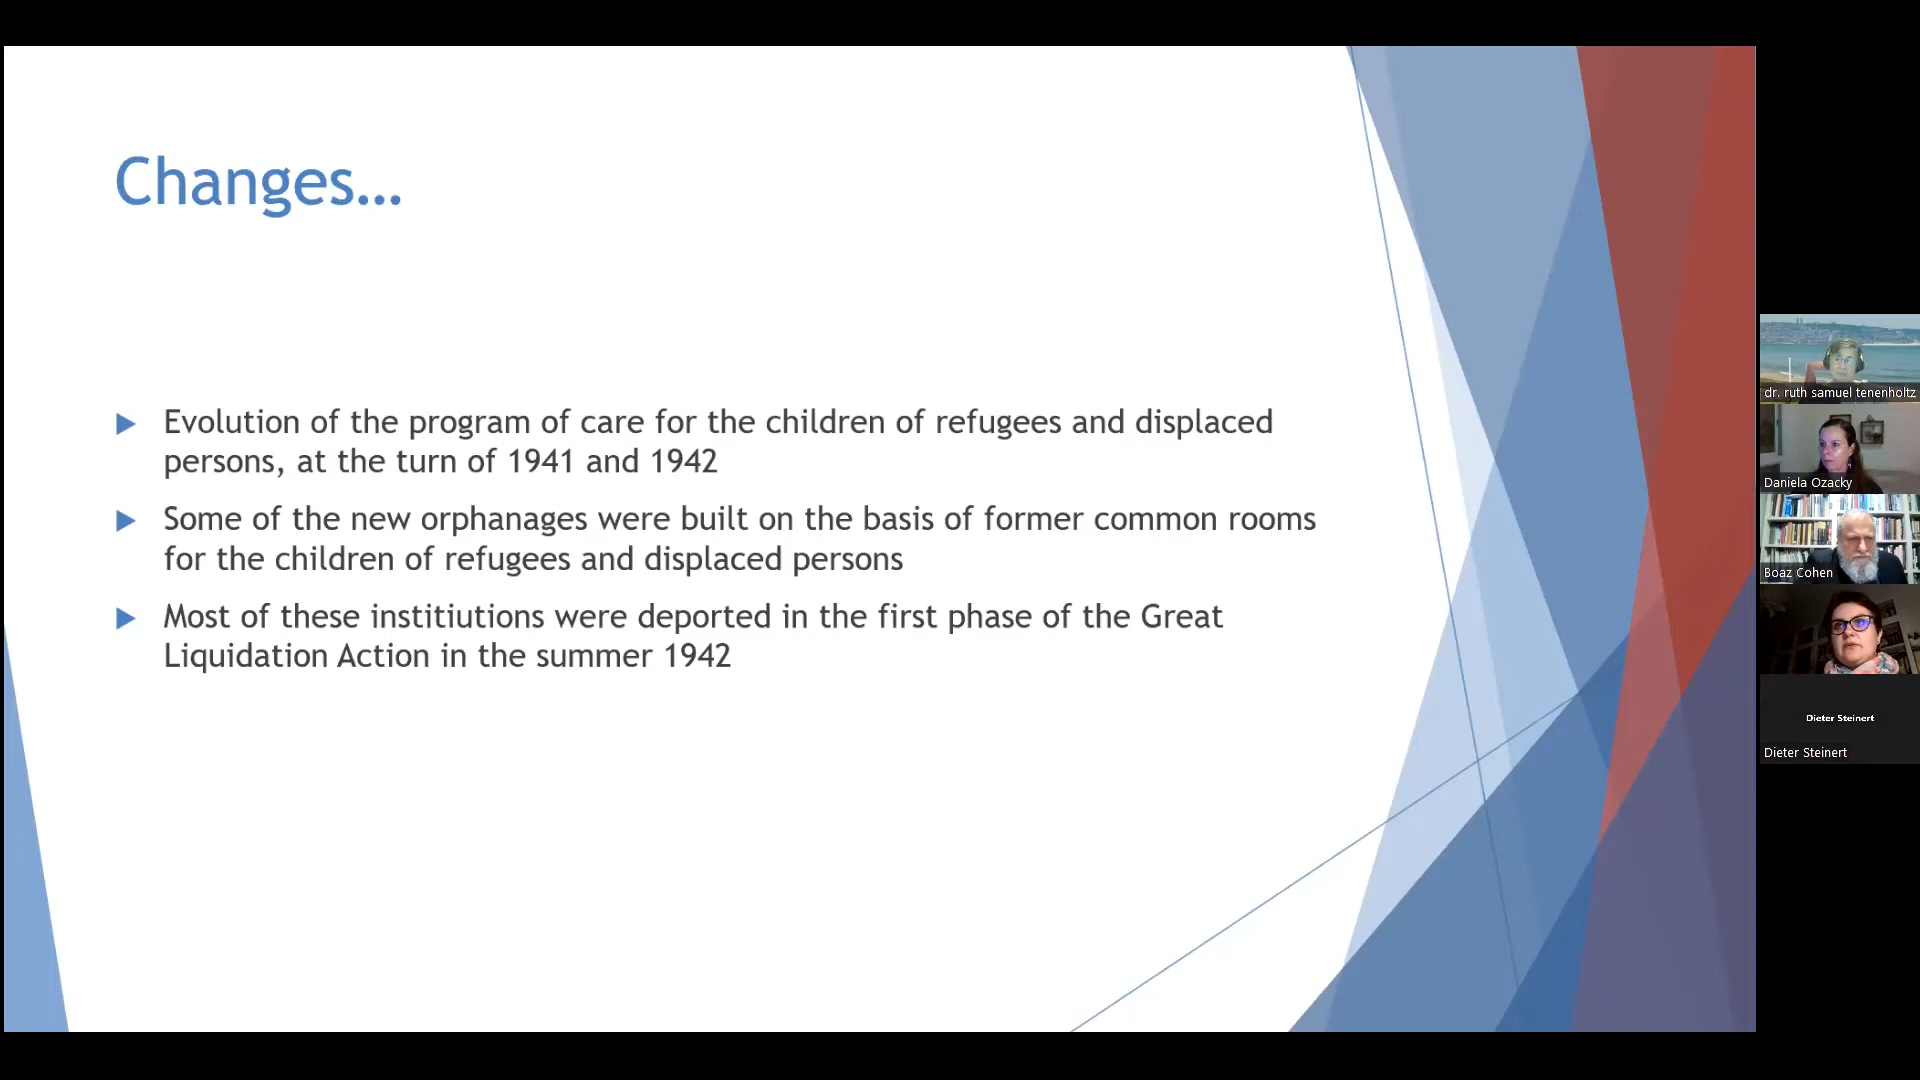 Changes...
Evolution of the program of care for the children of refugees and displaced
persons, at the turn of 1941 and 1942
Some of the new orphanages were built on the basis of former common rooms
for the children of refugees and displaced persons
Most of these institiutions were deported in the first phase of the Great
Liquidation Action in the summer 1942
dr. ruth samuel tenenholtz
Daniela Ozacky
Boaz Cohen
Dieter Steinert
Dieter Steinert